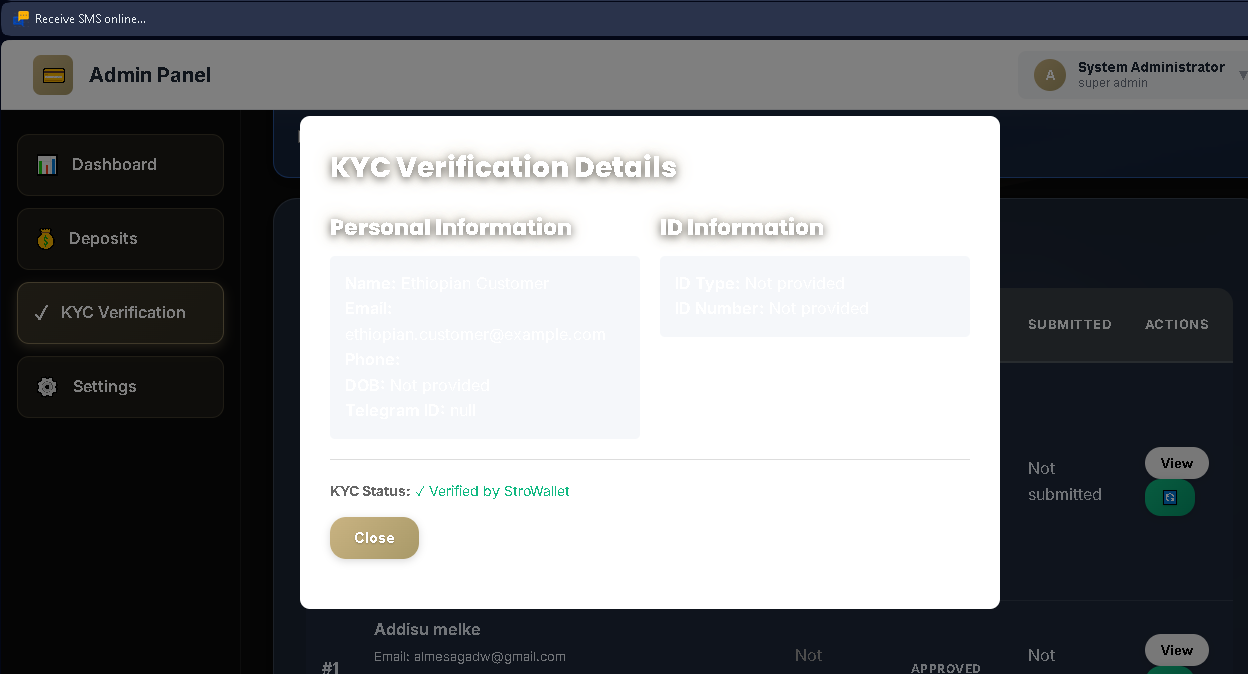 Receive SMS online...
Admin Panel
A
System Administrator
super admin
Dashboard
Deposits
✓ KYC Verification
Settings
KYC Verification Details
Personal Information
Name: Ethiopian Customer
Email:
ethiopian.customer@example.com
Phone:
DOB: Not provided
Telegram ID: null
ID Information
ID Type: Not provided
ID Number: Not provided
KYC Status: ✓ Verified by StroWallet
Close
SUBMITTED
ACTIONS
Not
submitted
View
Addisu melke
Email: almesagadw@gmail.com
#1
Not
APPROVED
Not
View